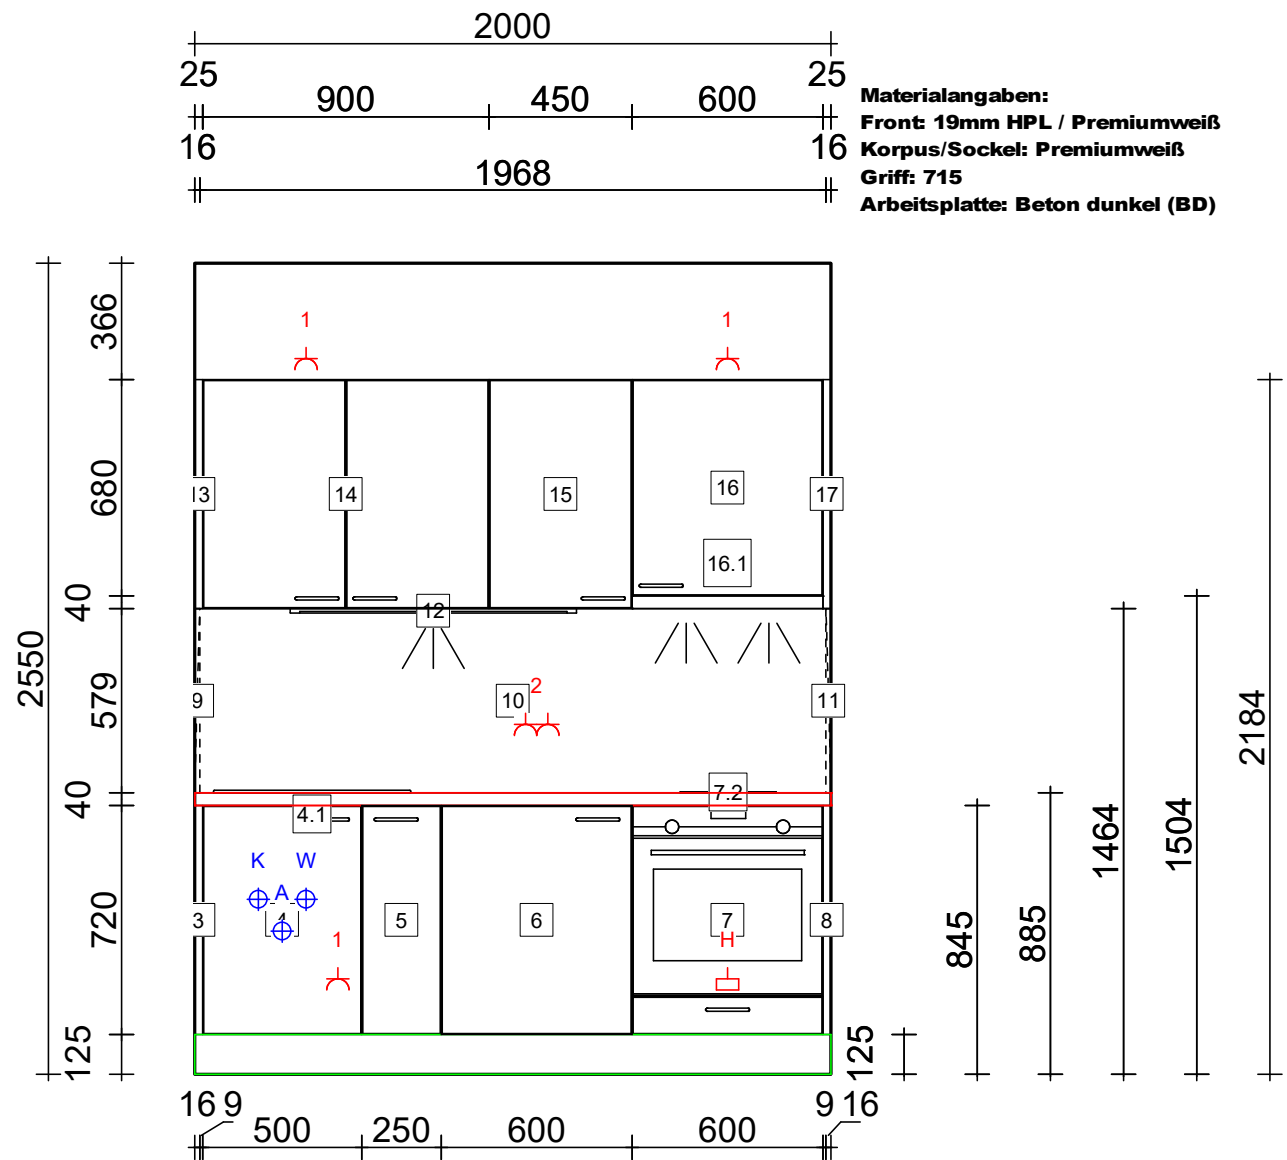 2000
25 25
900 450 600
16 16
1968
Materialangaben:
Front: 19mm HPL / Premiumweiß
Korpus/Sockel: Premiumweiß
Griff: 715
Arbeitsplatte: Beton dunkel (BD)
366
1 1
680
13 14 15 16 17
16.1
40
12
2550
579
9 10 2 11
2184
40
7.2
4.1
1464
1504
K W
A
720
3 4 5 6 7 8
1 H
845
885
125
125
16 9 9 16
500 250 600 600